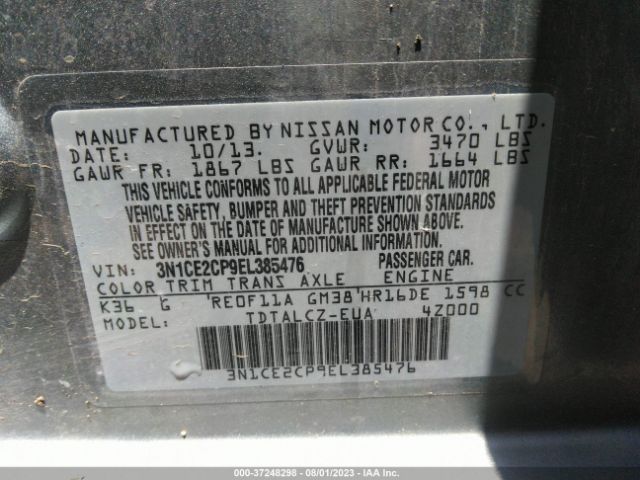 MANUFACTURED BY NISSAN MOTOR CO., LTD.
DATE: 10/13. GVWR: 3470 LBS
GAWR FR: 1867 LBS GAWR RR: 1664 LBS
THIS VEHICLE CONFORMS TO ALL APPLICABLE FEDERAL MOTOR
VEHICLE SAFETY, BUMPER AND THEFT PREVENTION STANDARDS
IN EFFECT ON THE DATE OF MANUFACTURE SHOWN ABOVE.
SEE OWNER'S MANUAL FOR ADDITIONAL INFORMATION.
VIN: 3N1CE2CP9EL385476 PASSENGER CAR.
COLOR TRIM TRANS AXLE ENGINE
K36 G RE0F11A GM38 HR16DE 1598 CC
MODEL: TDTALCZ-EUA 4Z000
3N1CE2CP9EL385476
000-37248298 - 08/01/2023 - IAA Inc.